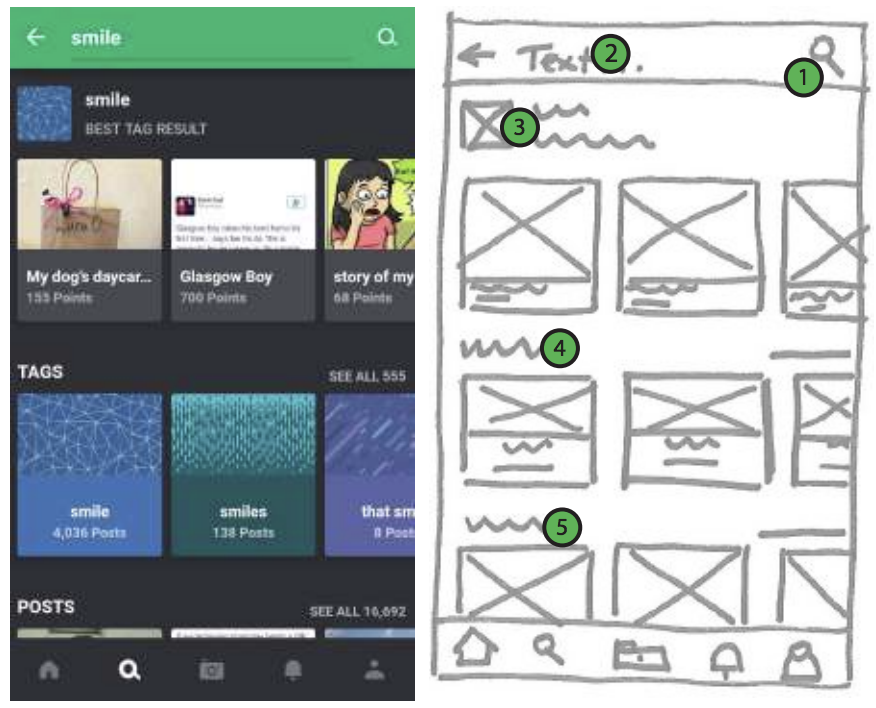 smile
smile
BEST TAG RESULT
My dog's daycar...
153 Points
Glasgow Boy
700 Points
story of my
68 Points
TAGS
SEE ALL 555
smile
4,036 Posts
smiles
138 Posts
that sm
8 Post
POSTS
SEE ALL 16,692
Text
2
1
3
4
5